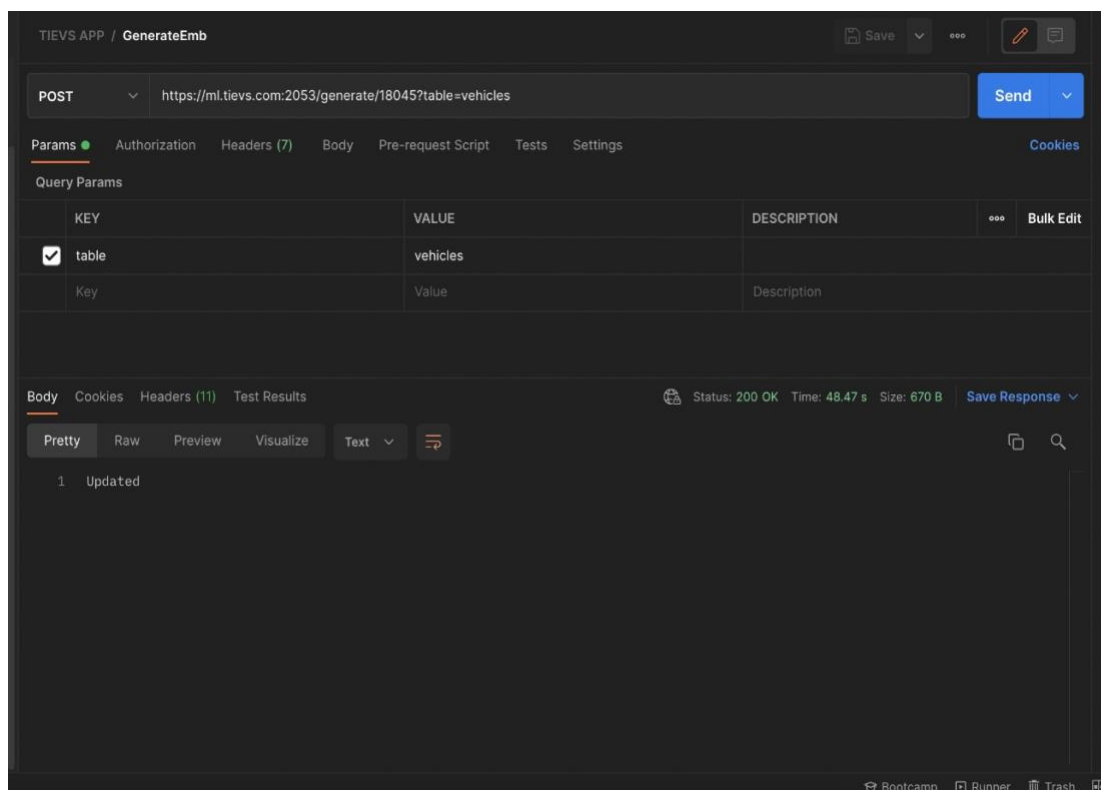 TIEVS APP / GenerateEmb Save
POST https://ml.tievs.com:2053/generate/18045?table=vehicles Send
Params Authorization Headers (7) Body Pre-request Script Tests Settings Cookies
Query Params
KEY VALUE DESCRIPTION Bulk Edit
table vehicles
Key Value Description
Body Cookies Headers (11) Test Results Status: 200 OK Time: 48.47 s Size: 670 B Save Response
Pretty Raw Preview Visualize Text
1 Updated
Bootcamp Runner Trash